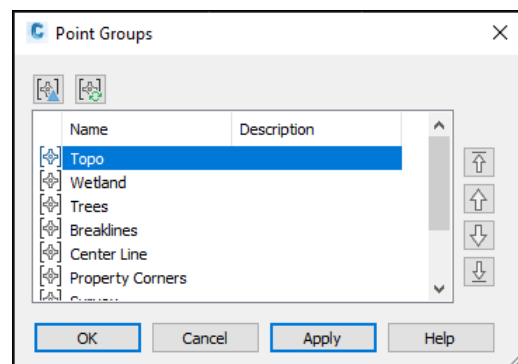 C Point Groups
Name Description
Topo
Wetland
Trees
Breaklines
Center Line
Property Corners
OK Cancel Apply Help